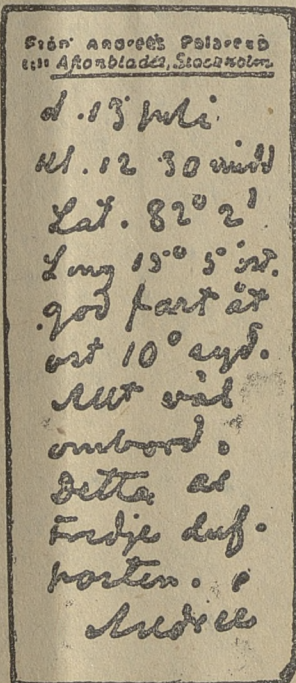 Från Andrées Polarexp
till Aftonbladet, Stockholm
d. 13 juli
kl. 12 30 midd
Lat. 82° 2'
Long 15° 5' ost.
god fart åt
ost 10° syd.
Allt väl
ombord.
Detta är
tredje duf-
posten.
Andrée